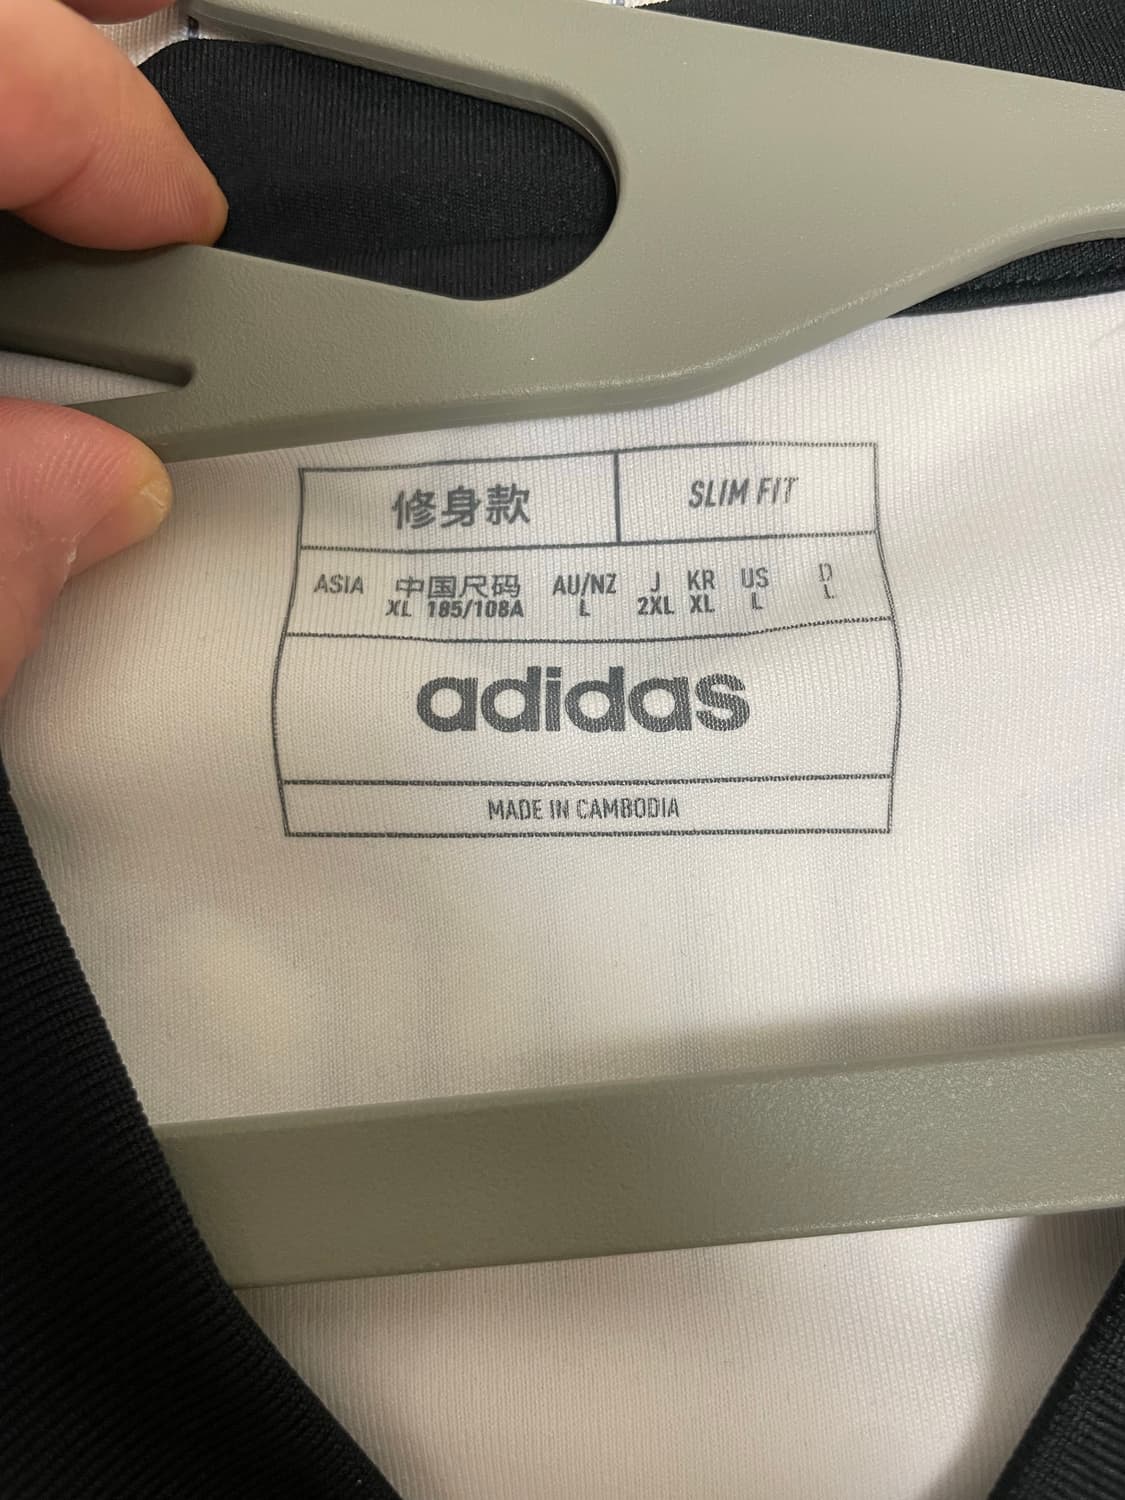 修身款 SLIM FIT
ASIA 中国尺码 AU/NZ J KR US D
XL 185/108A L 2XL XL L L
adidas
MADE IN CAMBODIA